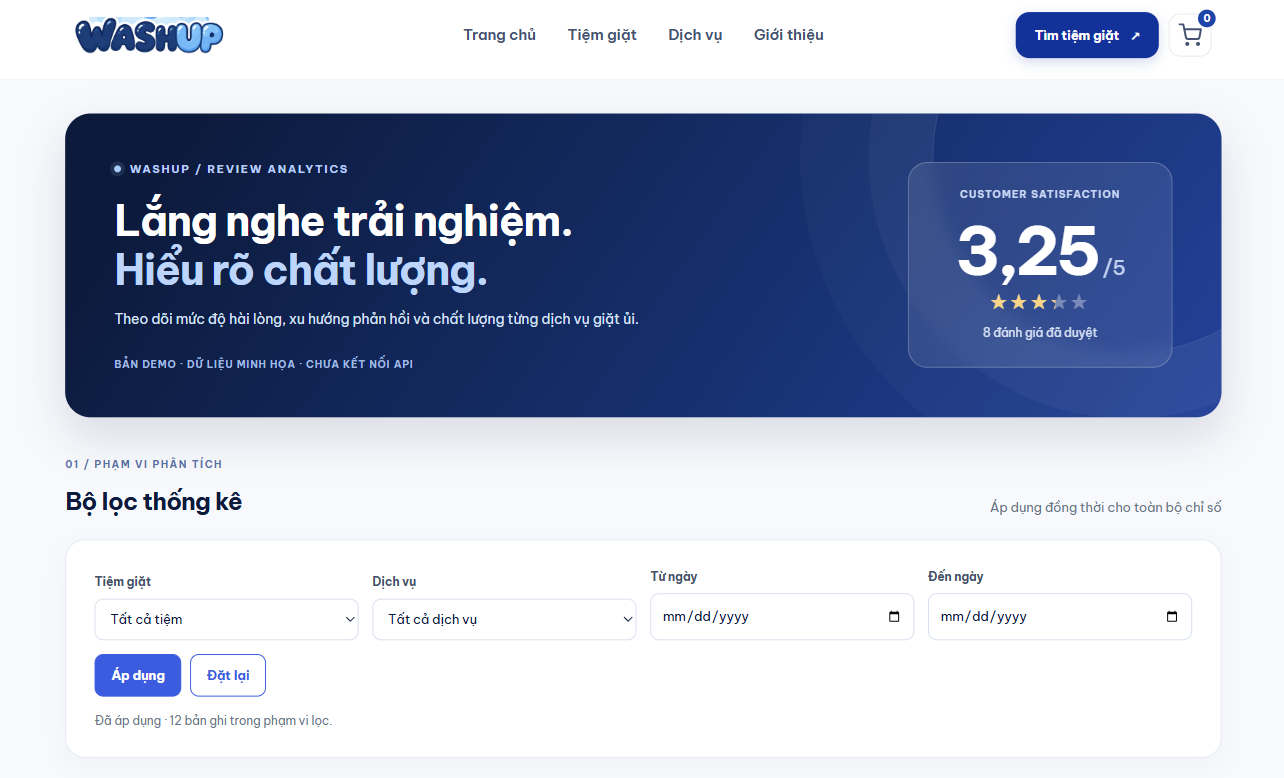 WASHUP
Trang chủ
Tiệm giặt
Dịch vụ
Giới thiệu
Tìm tiệm giặt ↗
0
WASHUP / REVIEW ANALYTICS
Lắng nghe trải nghiệm.
Hiểu rõ chất lượng.
Theo dõi mức độ hài lòng, xu hướng phản hồi và chất lượng từng dịch vụ giặt ủi.
BẢN DEMO · DỮ LIỆU MINH HỌA · CHƯA KẾT NỐI API
CUSTOMER SATISFACTION
3,25 /5
8 đánh giá đã duyệt
01 / PHẠM VI PHÂN TÍCH
Bộ lọc thống kê
Áp dụng đồng thời cho toàn bộ chỉ số
Tiệm giặt
Tất cả tiệm
Dịch vụ
Tất cả dịch vụ
Từ ngày
mm/dd/yyyy
Đến ngày
mm/dd/yyyy
Áp dụng
Đặt lại
Đã áp dụng · 12 bản ghi trong phạm vi lọc.